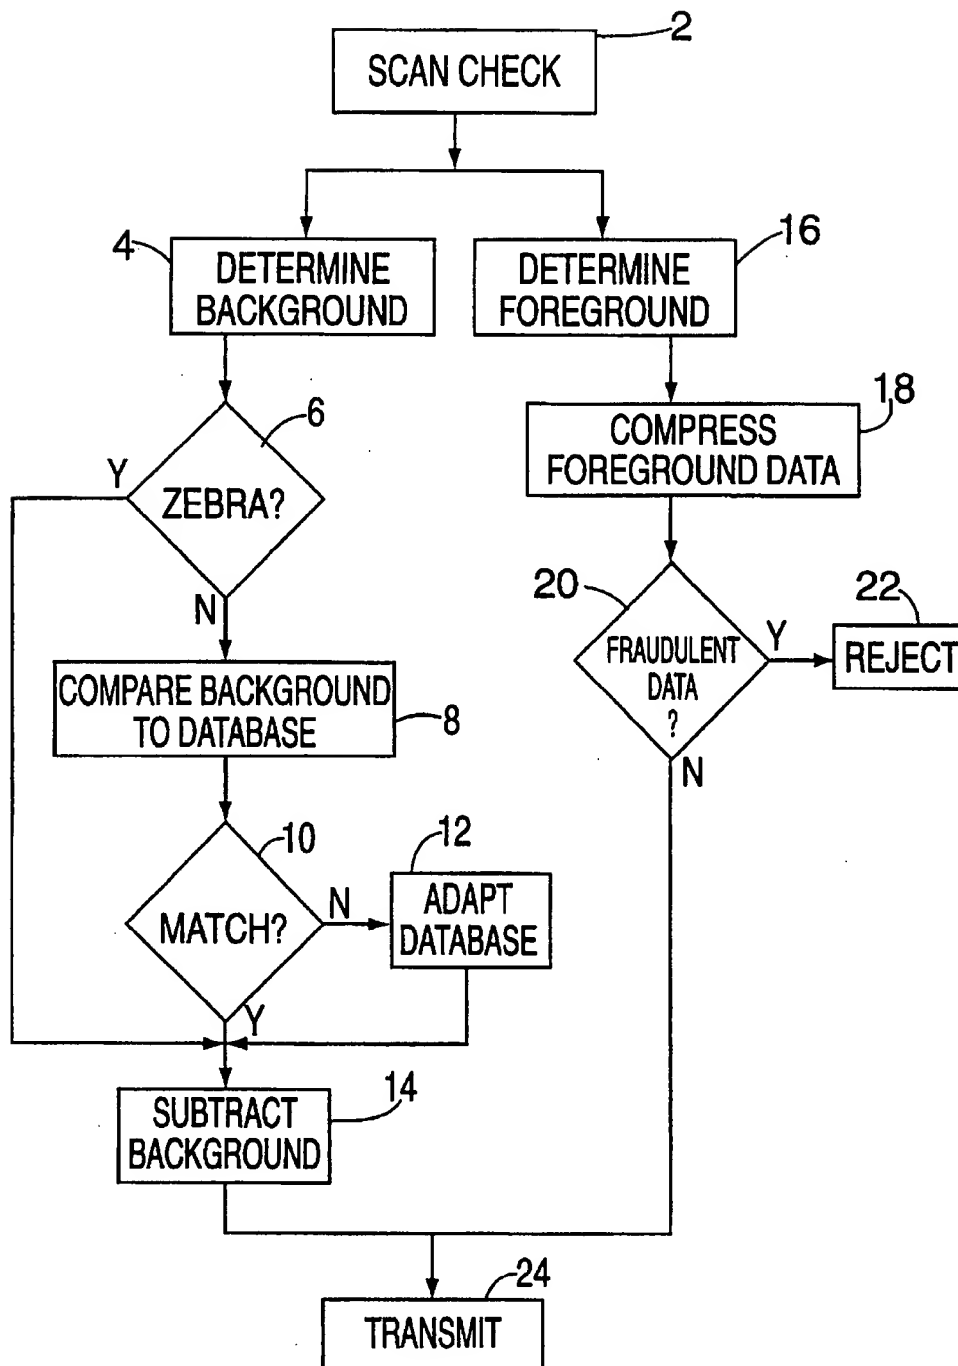 2
SCAN CHECK
4
DETERMINE
BACKGROUND
16
DETERMINE
FOREGROUND
6
Y
ZEBRA?
N
18
COMPRESS
FOREGROUND DATA
20
FRAUDULENT
DATA
?
Y
N
22
REJECT
COMPARE BACKGROUND
TO DATABASE
8
10
MATCH?
N
Y
12
ADAPT
DATABASE
14
SUBTRACT
BACKGROUND
24
TRANSMIT